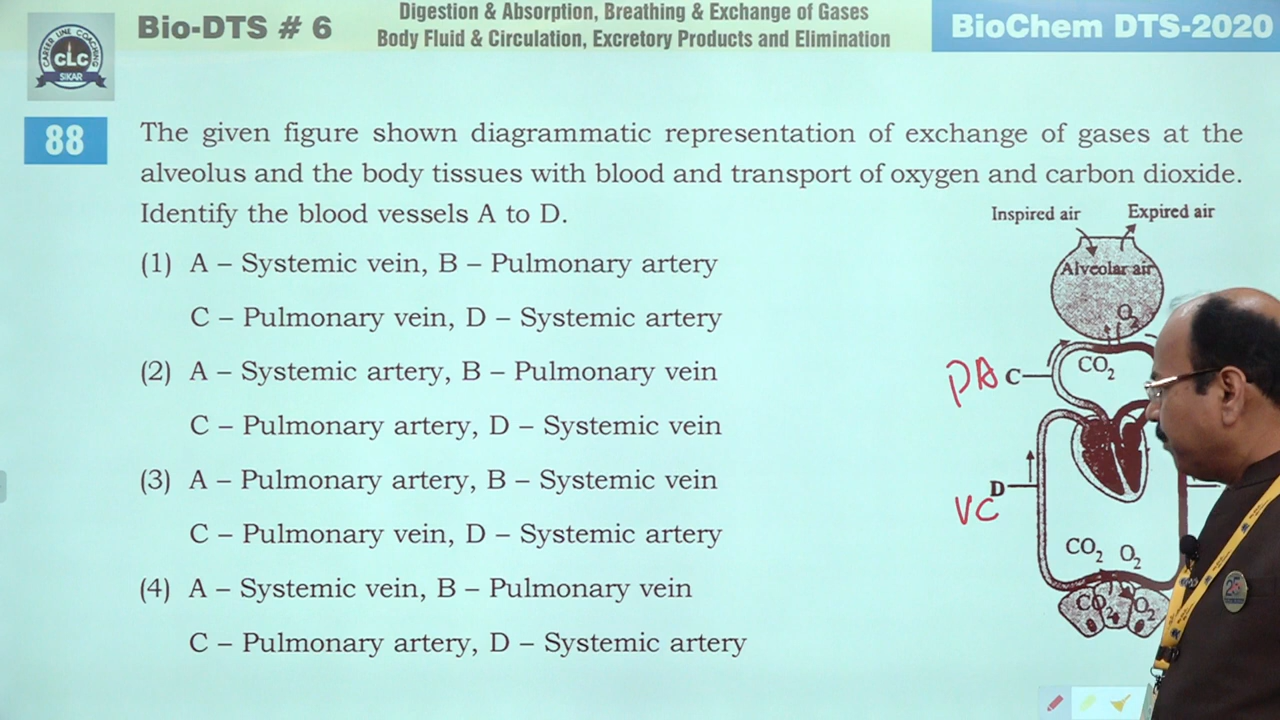 CAREER LINE COACHING
CLC
SIKAR
Bio-DTS # 6
Digestion & Absorption, Breathing & Exchange of Gases
Body Fluid & Circulation, Excretory Products and Elimination
BioChem DTS-2020
88
The given figure shown diagrammatic representation of exchange of gases at the
alveolus and the body tissues with blood and transport of oxygen and carbon dioxide.
Identify the blood vessels A to D.
(1) A – Systemic vein, B – Pulmonary artery
C – Pulmonary vein, D – Systemic artery
(2) A – Systemic artery, B – Pulmonary vein
C – Pulmonary artery, D – Systemic vein
(3) A – Pulmonary artery, B – Systemic vein
C – Pulmonary vein, D – Systemic artery
(4) A – Systemic vein, B – Pulmonary vein
C – Pulmonary artery, D – Systemic artery
Inspired air Expired air
Alveolar air
O₂
CO₂
PA C
D
VC
CO₂ O₂
CO₂ O₂
25